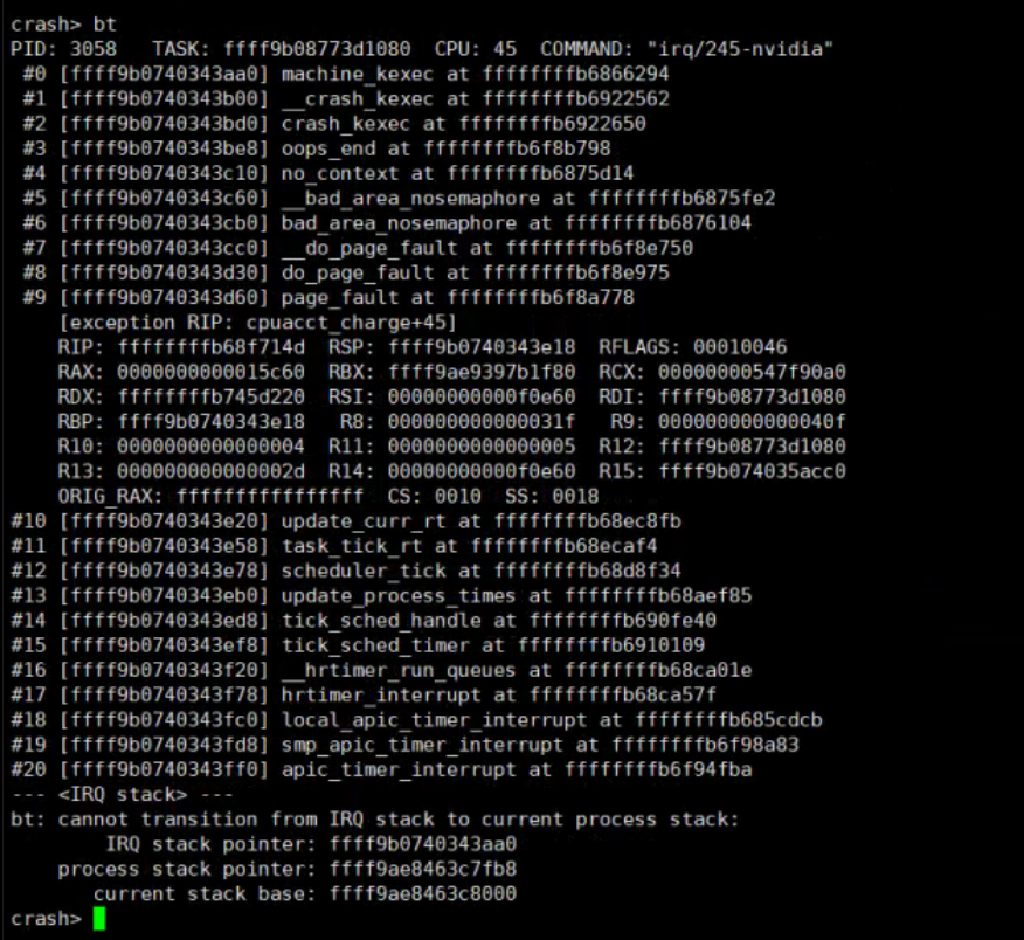 crash> bt
PID: 3058   TASK: ffff9b08773d1080  CPU: 45  COMMAND: "irq/245-nvidia"
 #0 [ffff9b0740343aa0] machine_kexec at ffffffffb6866294
 #1 [ffff9b0740343b00] __crash_kexec at ffffffffb6922562
 #2 [ffff9b0740343bd0] crash_kexec at ffffffffb6922650
 #3 [ffff9b0740343be8] oops_end at ffffffffb6f8b798
 #4 [ffff9b0740343c10] no_context at ffffffffb6875d14
 #5 [ffff9b0740343c60] __bad_area_nosemaphore at ffffffffb6875fe2
 #6 [ffff9b0740343cb0] bad_area_nosemaphore at ffffffffb6876104
 #7 [ffff9b0740343cc0] __do_page_fault at ffffffffb6f8e750
 #8 [ffff9b0740343d30] do_page_fault at ffffffffb6f8e975
 #9 [ffff9b0740343d60] page_fault at ffffffffb6f8a778
    [exception RIP: cpuacct_charge+45]
    RIP: ffffffffb68f714d  RSP: ffff9b0740343e18  RFLAGS: 00010046
    RAX: 0000000000015c60  RBX: ffff9ae9397b1f80  RCX: 00000000547f90a0
    RDX: ffffffffb745d220  RSI: 00000000000f0e60  RDI: ffff9b08773d1080
    RBP: ffff9b0740343e18   R8: 000000000000031f   R9: 000000000000040f
    R10: 0000000000000004  R11: 0000000000000005  R12: ffff9b08773d1080
    R13: 000000000000002d  R14: 00000000000f0e60  R15: ffff9b074035acc0
    ORIG_RAX: ffffffffffffffff  CS: 0010  SS: 0018
#10 [ffff9b0740343e20] update_curr_rt at ffffffffb68ec8fb
#11 [ffff9b0740343e58] task_tick_rt at ffffffffb68ecaf4
#12 [ffff9b0740343e78] scheduler_tick at ffffffffb68d8f34
#13 [ffff9b0740343eb0] update_process_times at ffffffffb68aef85
#14 [ffff9b0740343ed8] tick_sched_handle at ffffffffb690fe40
#15 [ffff9b0740343ef8] tick_sched_timer at ffffffffb6910109
#16 [ffff9b0740343f20] __hrtimer_run_queues at ffffffffb68ca01e
#17 [ffff9b0740343f78] hrtimer_interrupt at ffffffffb68ca57f
#18 [ffff9b0740343fc0] local_apic_timer_interrupt at ffffffffb685cdcb
#19 [ffff9b0740343fd8] smp_apic_timer_interrupt at ffffffffb6f98a83
#20 [ffff9b0740343ff0] apic_timer_interrupt at ffffffffb6f94fba
--- <IRQ stack> ---
bt: cannot transition from IRQ stack to current process stack:
        IRQ stack pointer: ffff9b0740343aa0
    process stack pointer: ffff9ae8463c7fb8
       current stack base: ffff9ae8463c8000
crash>